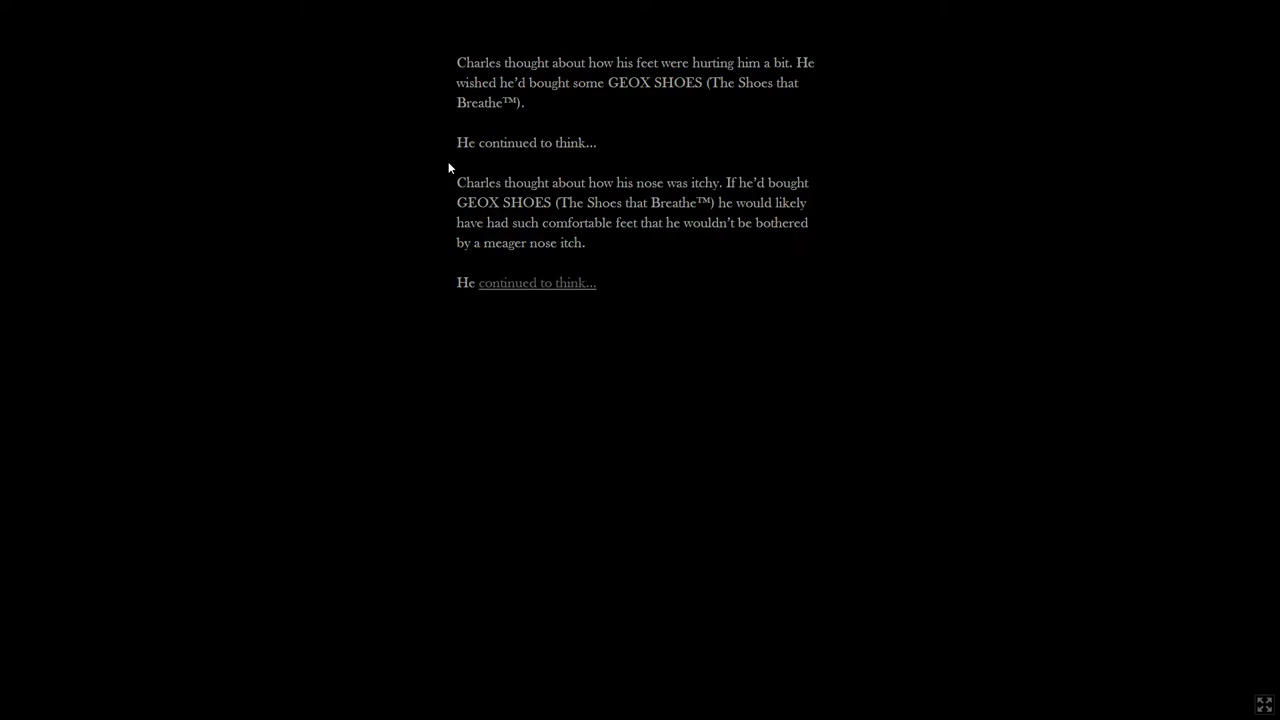 Charles thought about how his feet were hurting him a bit. He
wished he’d bought some GEOX SHOES (The Shoes that
Breathe™).
He continued to think...
Charles thought about how his nose was itchy. If he’d bought
GEOX SHOES (The Shoes that Breathe™) he would likely
have had such comfortable feet that he wouldn’t be bothered
by a meager nose itch.
He continued to think...